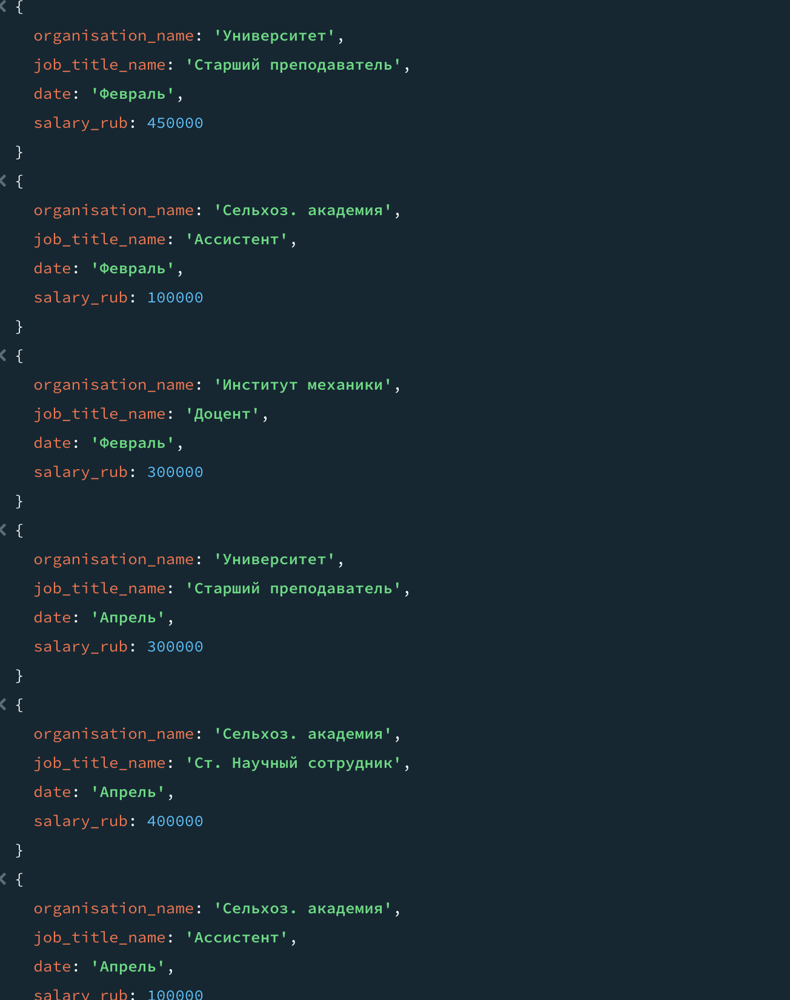 {
organisation_name: 'Университет',
job_title_name: 'Старший преподаватель',
date: 'Февраль',
salary_rub: 450000
}
{
organisation_name: 'Сельхоз. академия',
job_title_name: 'Ассистент',
date: 'Февраль',
salary_rub: 100000
}
{
organisation_name: 'Институт механики',
job_title_name: 'Доцент',
date: 'Февраль',
salary_rub: 300000
}
{
organisation_name: 'Университет',
job_title_name: 'Старший преподаватель',
date: 'Апрель',
salary_rub: 300000
}
{
organisation_name: 'Сельхоз. академия',
job_title_name: 'Ст. Научный сотрудник',
date: 'Апрель',
salary_rub: 400000
}
{
organisation_name: 'Сельхоз. академия',
job_title_name: 'Ассистент',
date: 'Апрель',
salary_rub: 100000